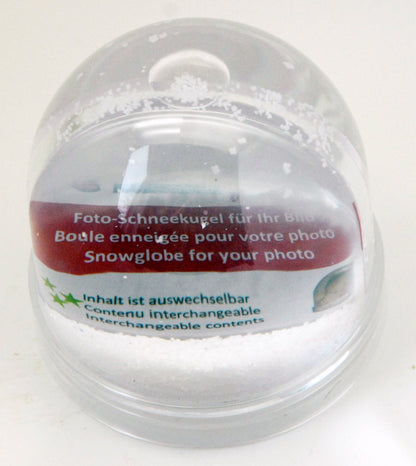 Foto-Schneekugel für Ihr Bild
Boule enneigée pour votre photo
Snowglobe for your photo
Inhalt ist auswechselbar
Contenu interchangeable
Interchangeable contents